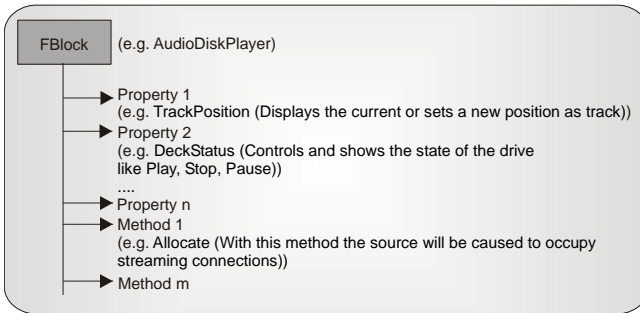 FBlock (e.g. AudioDiskPlayer)
Property 1
(e.g. TrackPosition (Displays the current or sets a new position as track))
Property 2
(e.g. DeckStatus (Controls and shows the state of the drive
like Play, Stop, Pause))
....
Property n
Method 1
(e.g. Allocate (With this method the source will be caused to occupy
streaming connections))
Method m